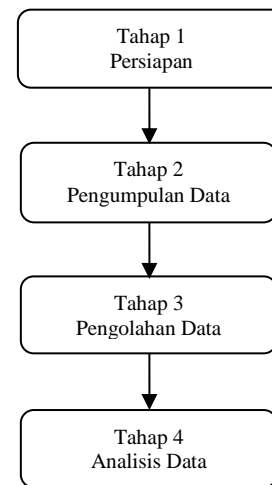 Tahap 1
Persiapan
Tahap 2
Pengumpulan Data
Tahap 3
Pengolahan Data
Tahap 4
Analisis Data